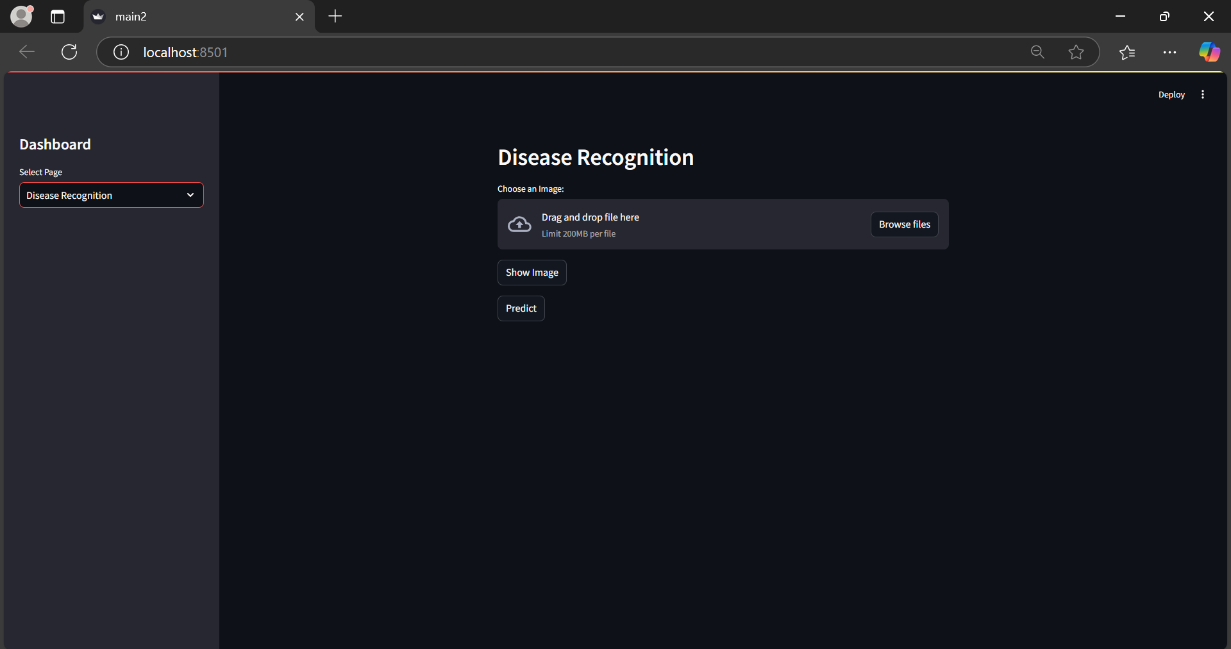 main2
localhost:8501
Deploy
Dashboard
Select Page
Disease Recognition
Disease Recognition
Choose an Image:
Drag and drop file here
Limit 200MB per file
Browse files
Show Image
Predict